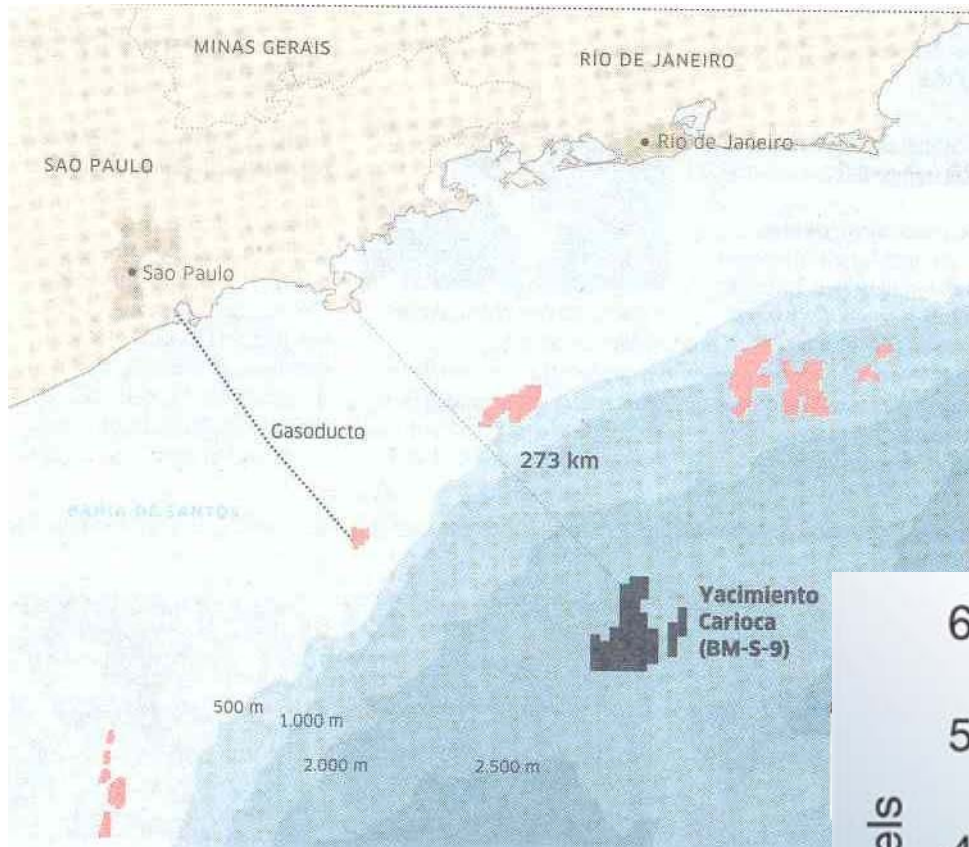 MINAS GERAIS
RIO DE JANEIRO
Rio de Janeiro
SAO PAULO
Sao Paulo
Gasoducto
273 km
Yacimiento
Carioca
(BM-S-9)
500 m
1.000 m
2.000 m
2.500 m
6
5
4
els